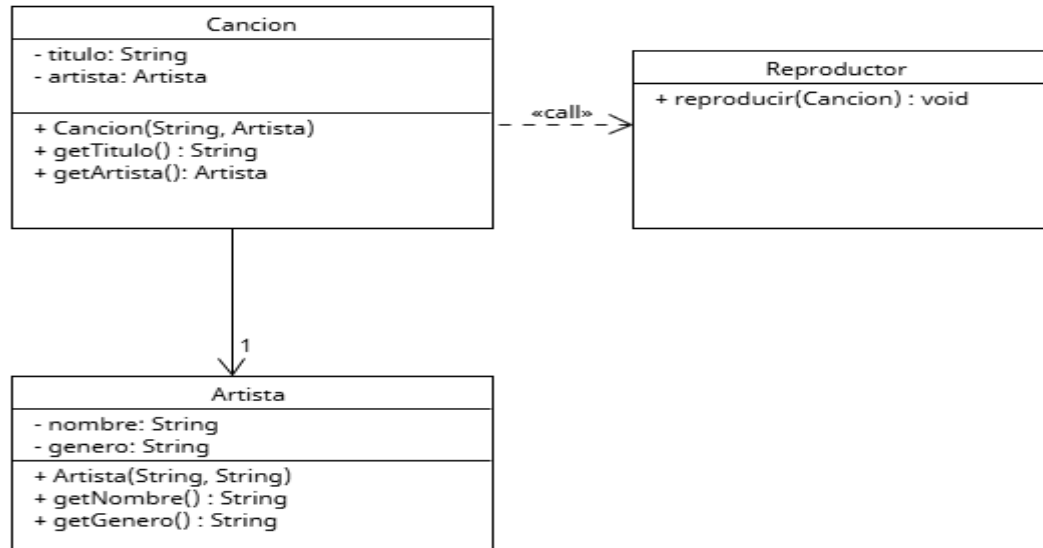 Cancion
- titulo: String
- artista: Artista
+ Cancion(String, Artista)
+ getTitulo() : String
+ getArtista(): Artista
«call»
Reproductor
+ reproducir(Cancion) : void
1
Artista
- nombre: String
- genero: String
+ Artista(String, String)
+ getNombre() : String
+ getGenero() : String